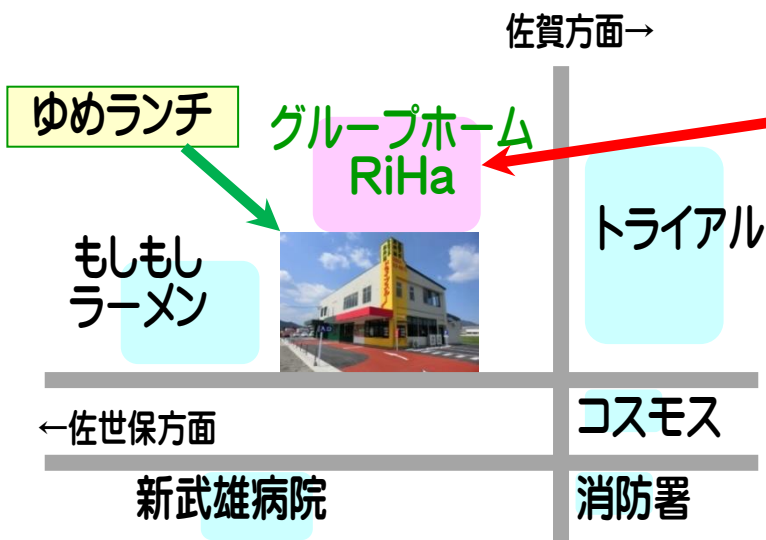 佐賀方面→
ゆめランチ
グループホーム
RiHa
トライアル
もしもし
ラーメン
←佐世保方面
コスモス
新武雄病院
消防署